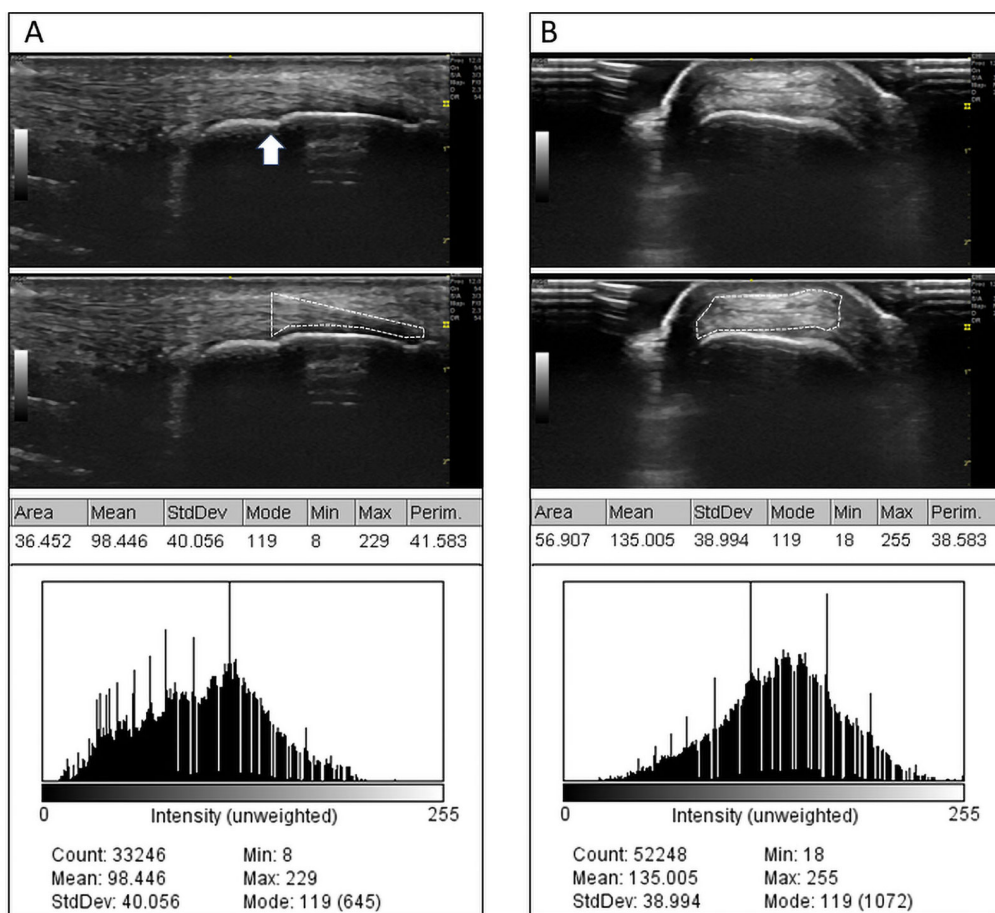 A
B
Area Mean StdDev Mode Min Max Perim.
36.452 98.446 40.056 119 8 229 41.583
0 Intensity (unweighted) 255
Count: 33246 Min: 8
Mean: 98.446 Max: 229
StdDev: 40.056 Mode: 119 (645)
Area Mean StdDev Mode Min Max Perim.
56.907 135.005 38.994 119 18 255 38.583
0 Intensity (unweighted) 255
Count: 52248 Min: 18
Mean: 135.005 Max: 255
StdDev: 38.994 Mode: 119 (1072)